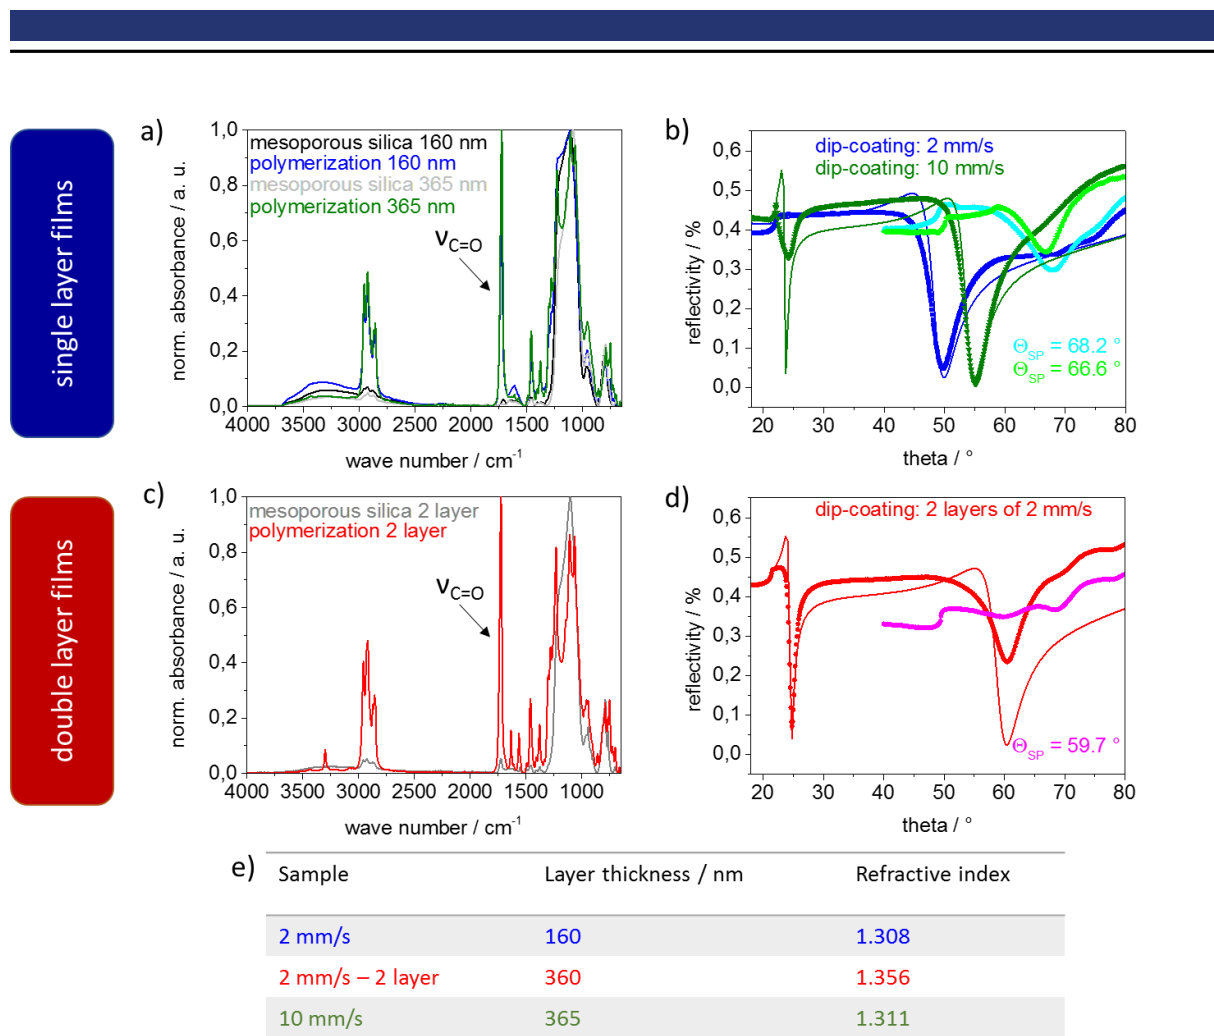 single layer films
a)
mesoporous silica 160 nm
polymerization 160 nm
mesoporous silica 365 nm
polymerization 365 nm
νC=O
norm. absorbance / a. u.
1,0
0,8
0,6
0,4
0,2
0,0
4000 3500 3000 2500 2000 1500 1000
wave number / cm-1
b)
dip-coating: 2 mm/s
dip-coating: 10 mm/s
reflectivity / %
0,6
0,5
0,4
0,3
0,2
0,1
0,0
ΘSP = 68.2 °
ΘSP = 66.6 °
20 30 40 50 60 70 80
theta / °
double layer films
c)
mesoporous silica 2 layer
polymerization 2 layer
νC=O
norm. absorbance / a. u.
1,0
0,8
0,6
0,4
0,2
0,0
4000 3500 3000 2500 2000 1500 1000
wave number / cm-1
d)
dip-coating: 2 layers of 2 mm/s
reflectivity / %
0,6
0,5
0,4
0,3
0,2
0,1
0,0
ΘSP = 59.7 °
20 30 40 50 60 70 80
theta / °
e)
Sample Layer thickness / nm Refractive index
2 mm/s 160 1.308
2 mm/s – 2 layer 360 1.356
10 mm/s 365 1.311